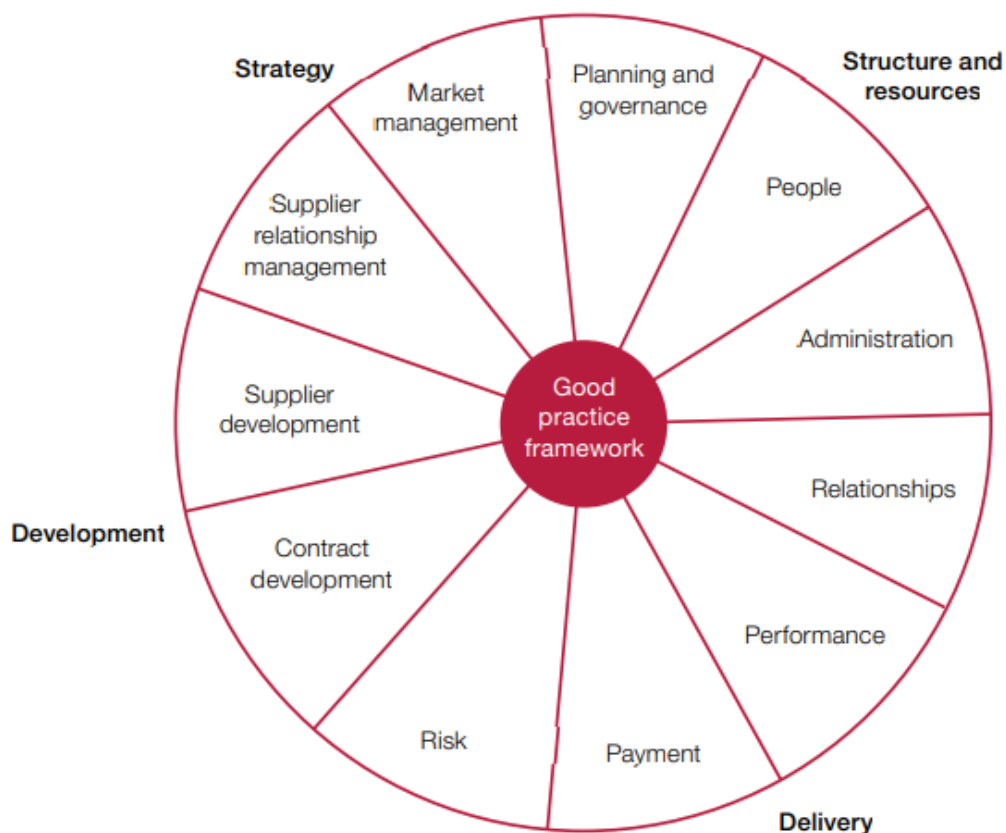 Strategy
Structure and
resources
Market
management
Planning and
governance
People
Administration
Relationships
Performance
Delivery
Payment
Risk
Contract
development
Development
Supplier
development
Supplier
relationship
management
Good
practice
framework